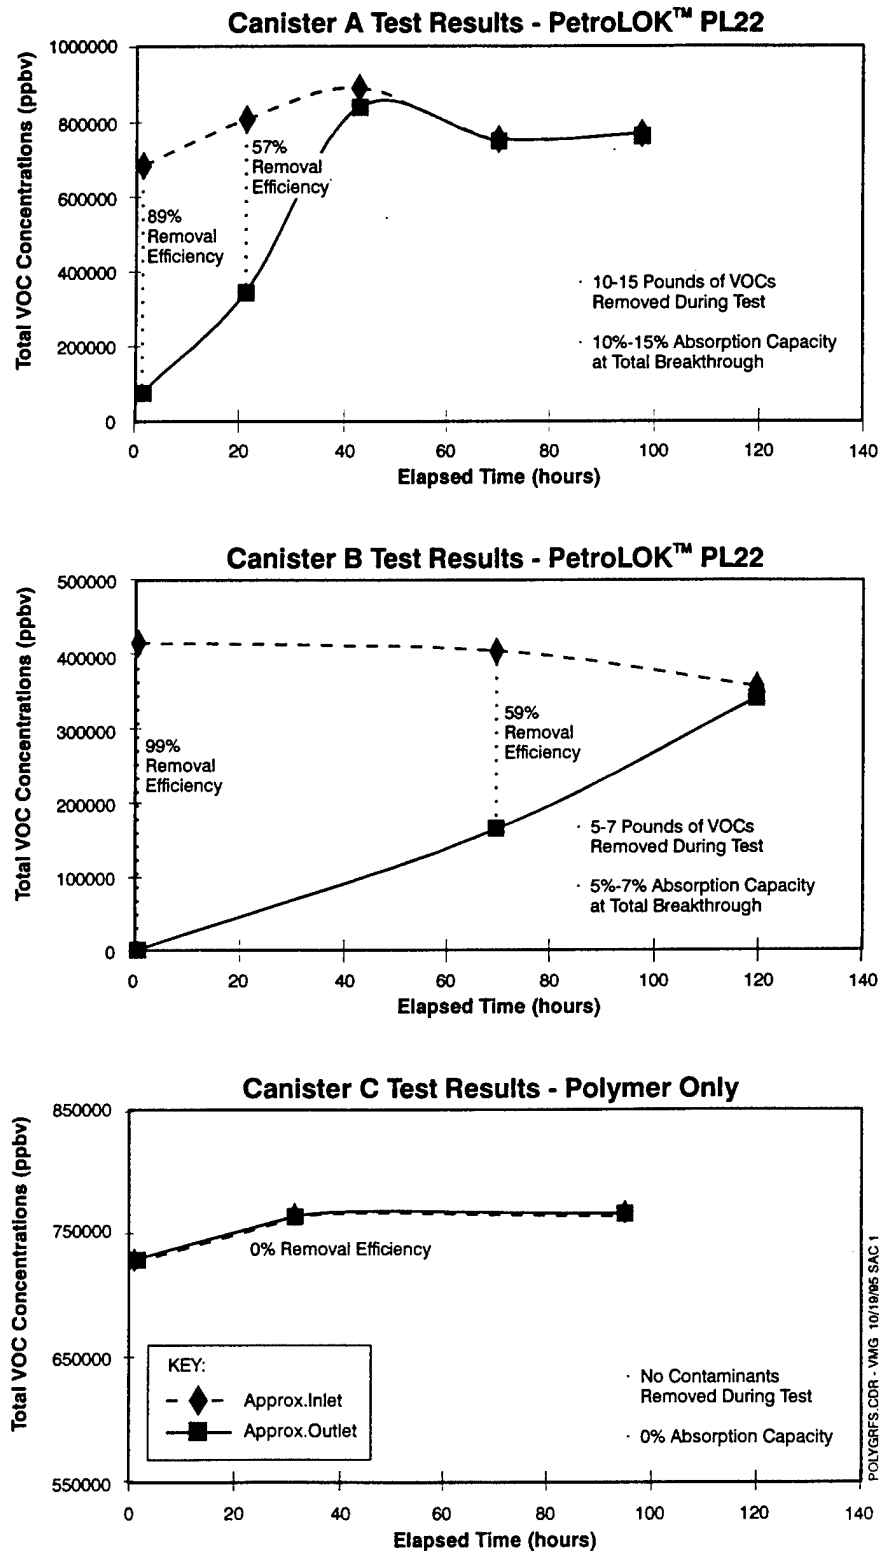 Canister A Test Results - PetroLOK™ PL22
Total VOC Concentrations (ppbv)
1000000
800000
600000
400000
200000
0
89%
Removal
Efficiency
57%
Removal
Efficiency
· 10-15 Pounds of VOCs
Removed During Test
· 10%-15% Absorption Capacity
at Total Breakthrough
0 20 40 60 80 100 120 140
Elapsed Time (hours)
Canister B Test Results - PetroLOK™ PL22
Total VOC Concentrations (ppbv)
500000
400000
300000
200000
100000
0
99%
Removal
Efficiency
59%
Removal
Efficiency
· 5-7 Pounds of VOCs
Removed During Test
· 5%-7% Absorption Capacity
at Total Breakthrough
0 20 40 60 80 100 120 140
Elapsed Time (hours)
Canister C Test Results - Polymer Only
Total VOC Concentrations (ppbv)
850000
750000
650000
550000
0% Removal Efficiency
KEY:
Approx.Inlet
Approx.Outlet
· No Contaminants
Removed During Test
· 0% Absorption Capacity
0 20 40 60 80 100 120 140
Elapsed Time (hours)
POLYGRFS.CDR - VMG 10/19/95 SAC 1